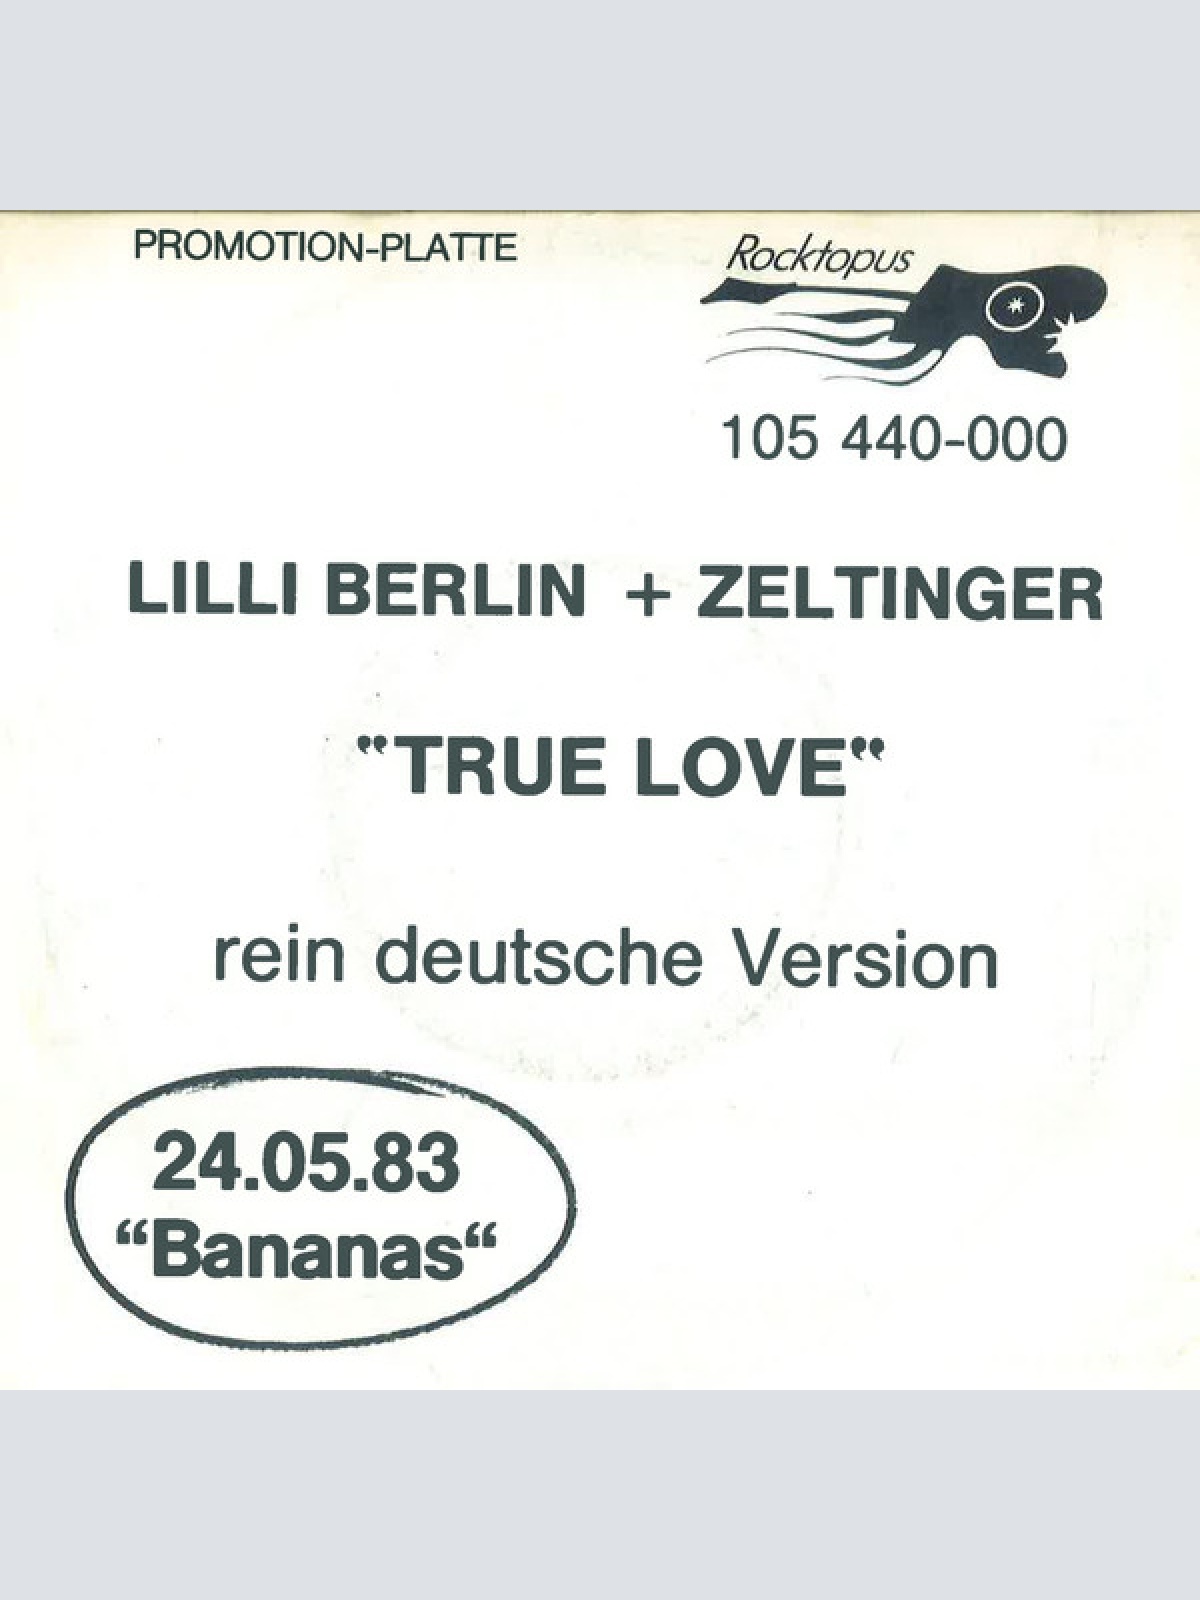 PROMOTION-PLATTE
Rocktopus
105 440-000
LILLI BERLIN + ZELTINGER
"TRUE LOVE"
rein deutsche Version
24.05.83
“Bananas“